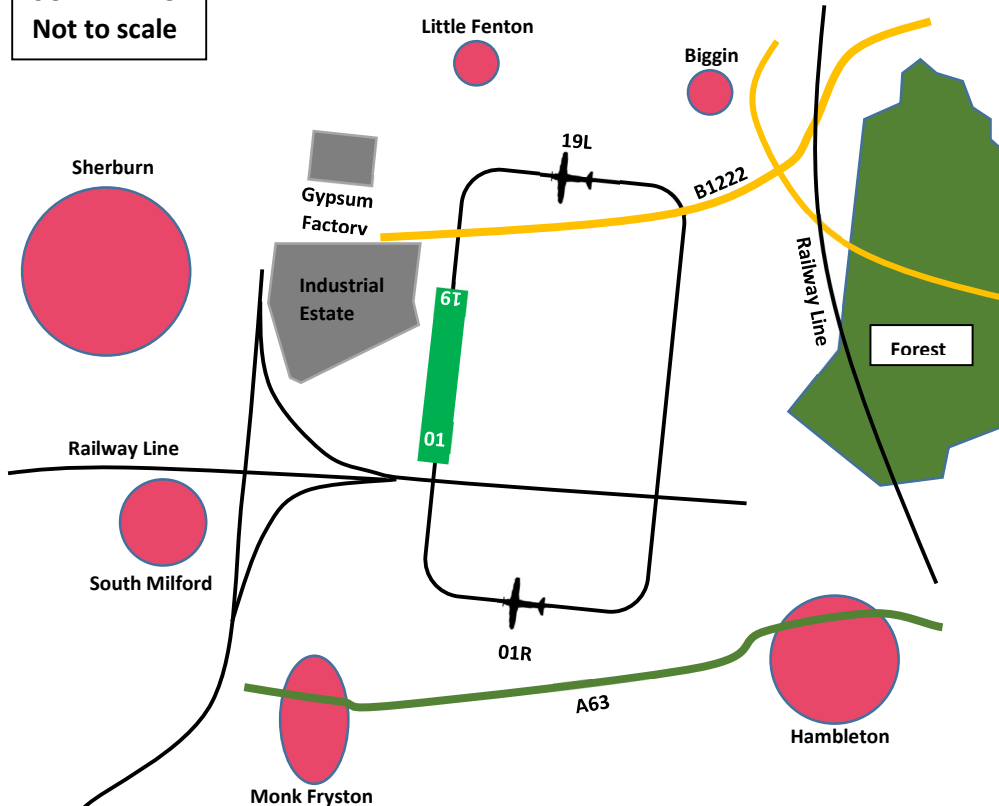 Not to scale
Little Fenton
Biggin
19L
Sherburn
B1222
Gypsum
Factory
Industrial
Estate
19
Railway Line
Forest
01
Railway Line
South Milford
01R
A63
Hambleton
Monk Fryston